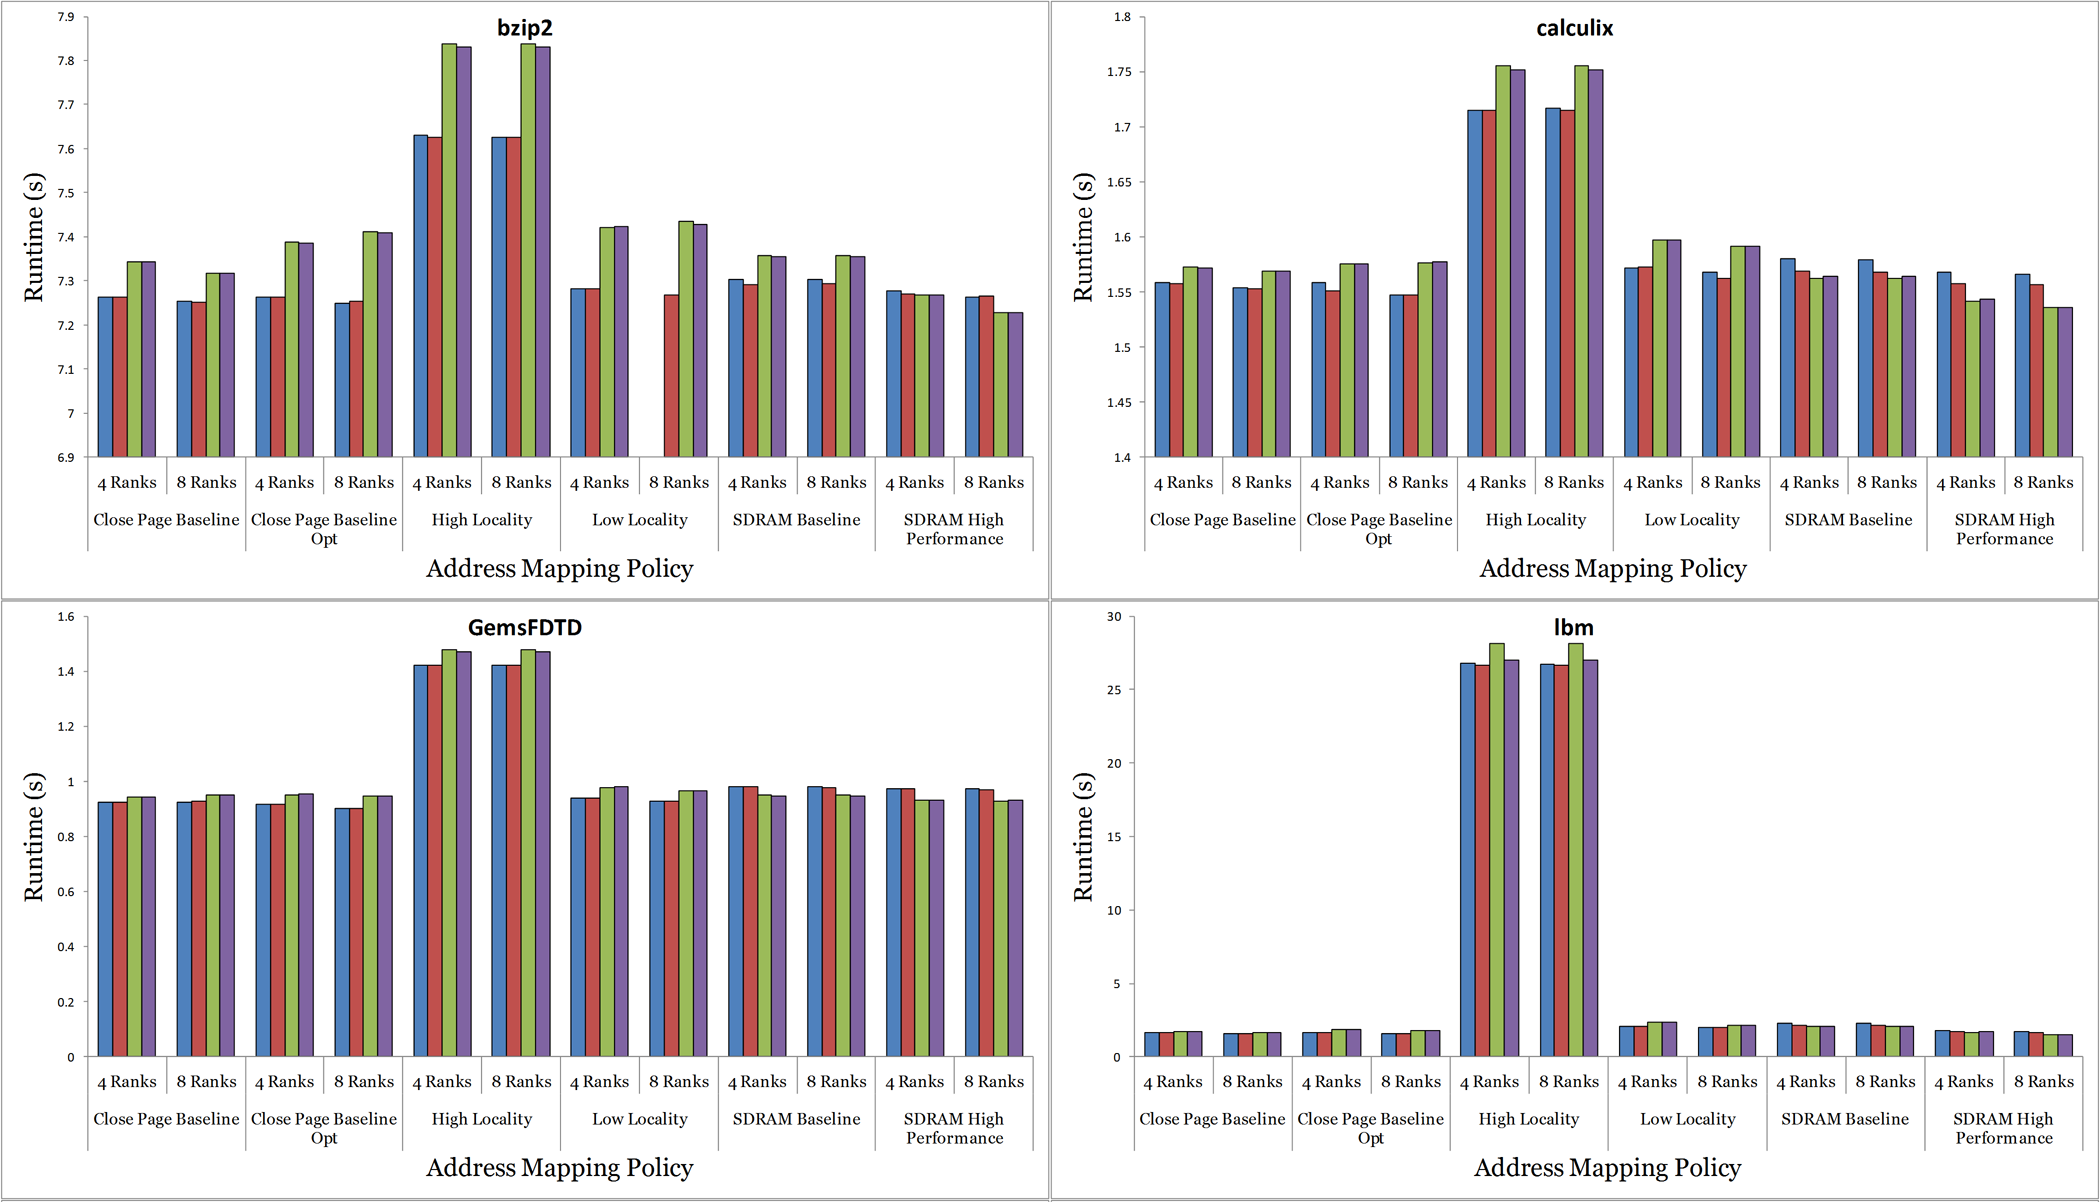 bzip2
Runtime (s)
7.9
7.8
7.7
7.6
7.5
7.4
7.3
7.2
7.1
7
6.9
4 Ranks 8 Ranks 4 Ranks 8 Ranks 4 Ranks 8 Ranks 4 Ranks 8 Ranks 4 Ranks 8 Ranks 4 Ranks 8 Ranks
Close Page Baseline Close Page Baseline High Locality Low Locality SDRAM Baseline SDRAM High
Opt Performance
Address Mapping Policy
calculix
Runtime (s)
1.8
1.75
1.7
1.65
1.6
1.55
1.5
1.45
1.4
4 Ranks 8 Ranks 4 Ranks 8 Ranks 4 Ranks 8 Ranks 4 Ranks 8 Ranks 4 Ranks 8 Ranks 4 Ranks 8 Ranks
Close Page Baseline Close Page Baseline High Locality Low Locality SDRAM Baseline SDRAM High
Opt Performance
Address Mapping Policy
GemsFDTD
Runtime (s)
1.6
1.4
1.2
1
0.8
0.6
0.4
0.2
0
4 Ranks 8 Ranks 4 Ranks 8 Ranks 4 Ranks 8 Ranks 4 Ranks 8 Ranks 4 Ranks 8 Ranks 4 Ranks 8 Ranks
Close Page Baseline Close Page Baseline High Locality Low Locality SDRAM Baseline SDRAM High
Opt Performance
Address Mapping Policy
lbm
Runtime (s)
30
25
20
15
10
5
0
4 Ranks 8 Ranks 4 Ranks 8 Ranks 4 Ranks 8 Ranks 4 Ranks 8 Ranks 4 Ranks 8 Ranks 4 Ranks 8 Ranks
Close Page Baseline Close Page Baseline High Locality Low Locality SDRAM Baseline SDRAM High
Opt Performance
Address Mapping Policy